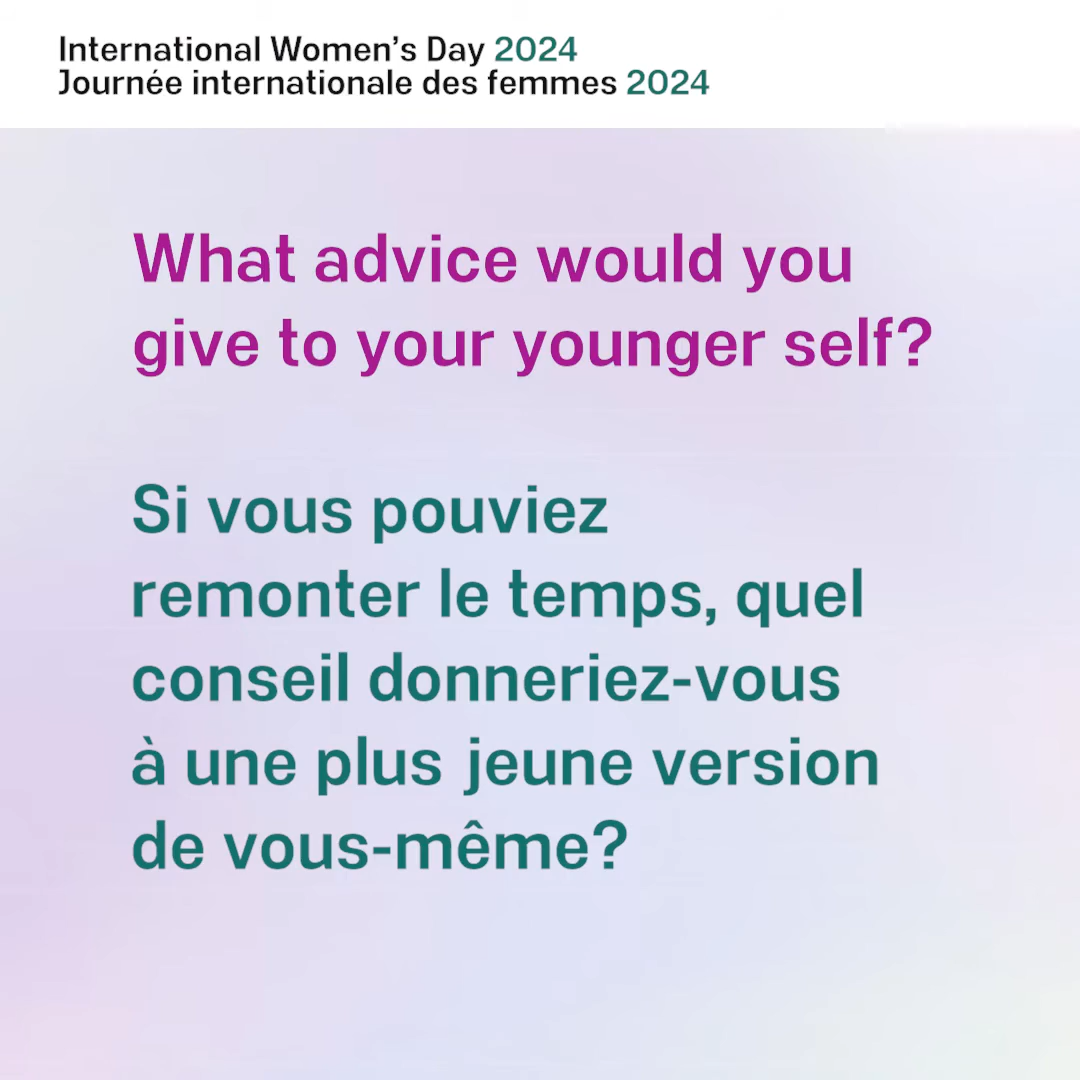 International Women’s Day 2024
Journée internationale des femmes 2024
What advice would you
give to your younger self?
Si vous pouviez
remonter le temps, quel
conseil donneriez-vous
à une plus jeune version
de vous-même?